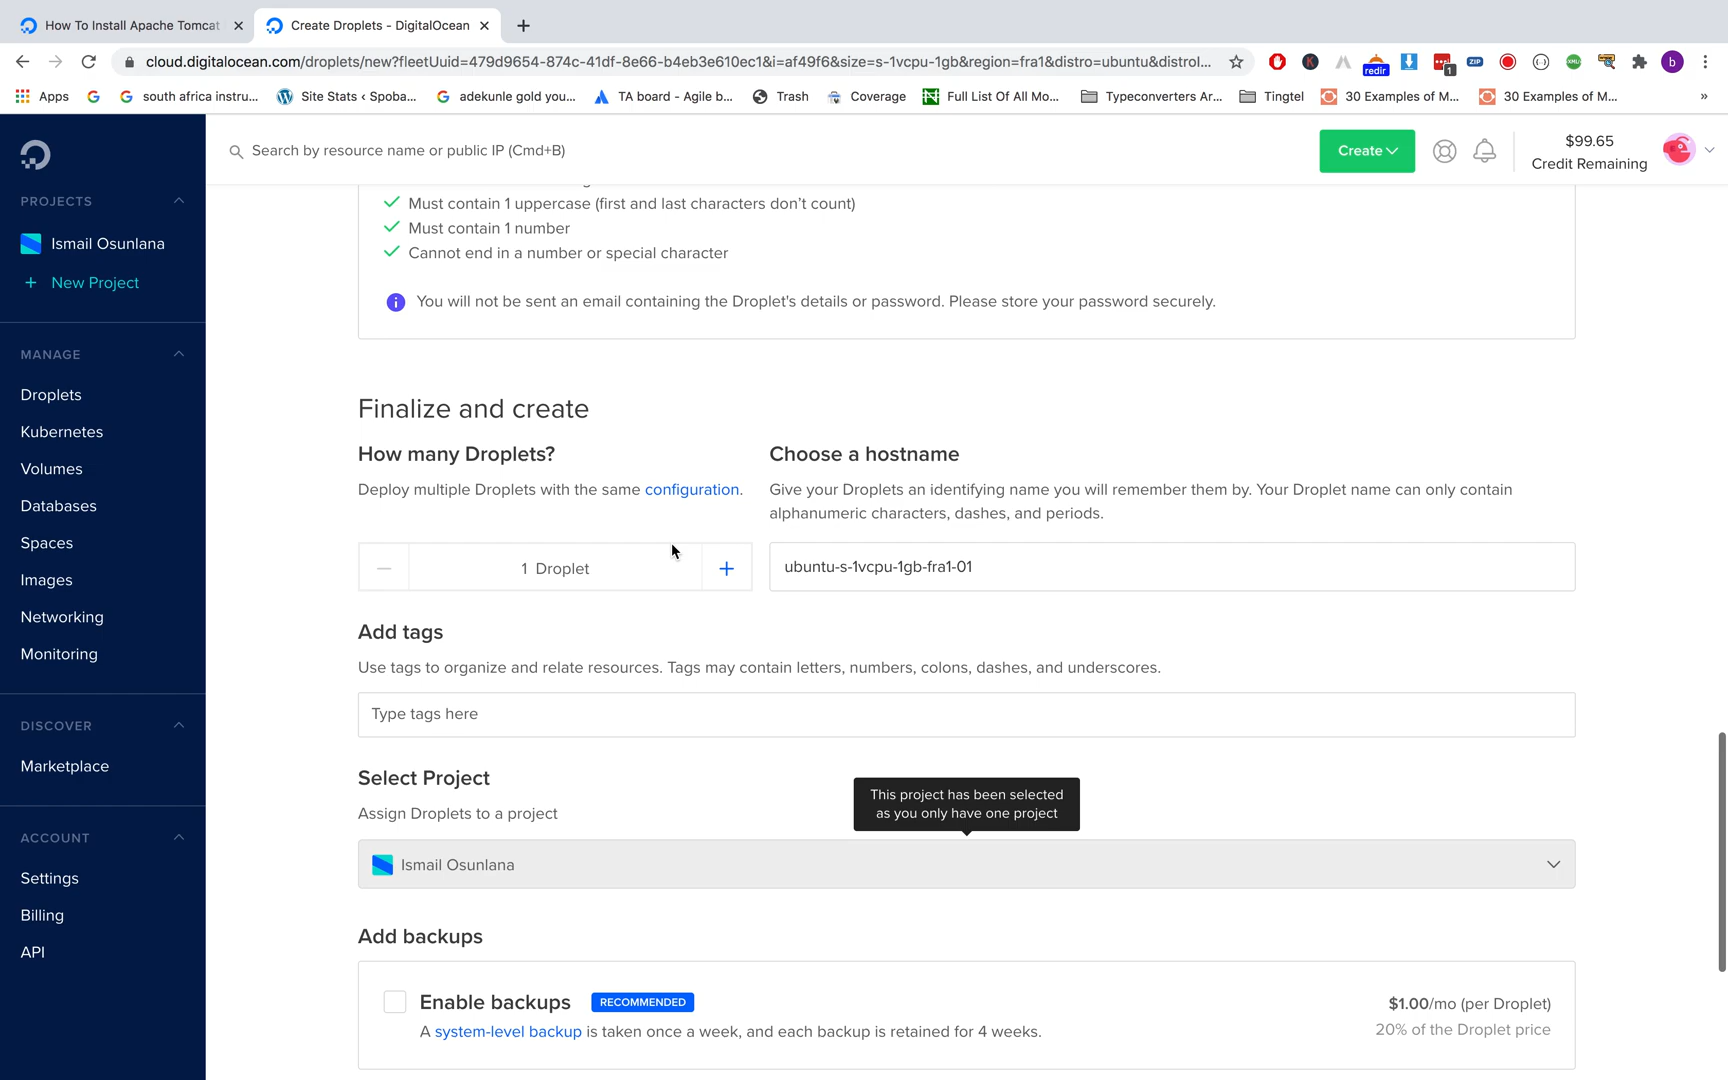 How To Install Apache Tomcat
Create Droplets - DigitalOcean
cloud.digitalocean.com/droplets/new?fleetUuid=479d9654-874c-41df-8e66-b4eb3e610ec1&i=af49f6&size=s-1vcpu-1gb&region=fra1&distro=ubuntu&distroI...
redir
1
ZIP
b
Apps
south africa instru...
Site Stats ‹ Spoba...
adekunle gold you...
TA board - Agile b...
Trash
Coverage
Full List Of All Mo...
Typeconverters Ar...
Tingtel
30 Examples of M...
30 Examples of M...
»
Search by resource name or public IP (Cmd+B)
Create
$99.65
Credit Remaining
PROJECTS
Ismail Osunlana
+ New Project
MANAGE
Droplets
Kubernetes
Volumes
Databases
Spaces
Images
Networking
Monitoring
DISCOVER
Marketplace
ACCOUNT
Settings
Billing
API
Must contain 1 uppercase (first and last characters don’t count)
Must contain 1 number
Cannot end in a number or special character
You will not be sent an email containing the Droplet's details or password. Please store your password securely.
Finalize and create
How many Droplets?
Deploy multiple Droplets with the same configuration.
1 Droplet
Choose a hostname
Give your Droplets an identifying name you will remember them by. Your Droplet name can only contain
alphanumeric characters, dashes, and periods.
ubuntu-s-1vcpu-1gb-fra1-01
Add tags
Use tags to organize and relate resources. Tags may contain letters, numbers, colons, dashes, and underscores.
Type tags here
Select Project
Assign Droplets to a project
This project has been selected
as you only have one project
Ismail Osunlana
Add backups
Enable backups RECOMMENDED
A system-level backup is taken once a week, and each backup is retained for 4 weeks.
$1.00/mo (per Droplet)
20% of the Droplet price